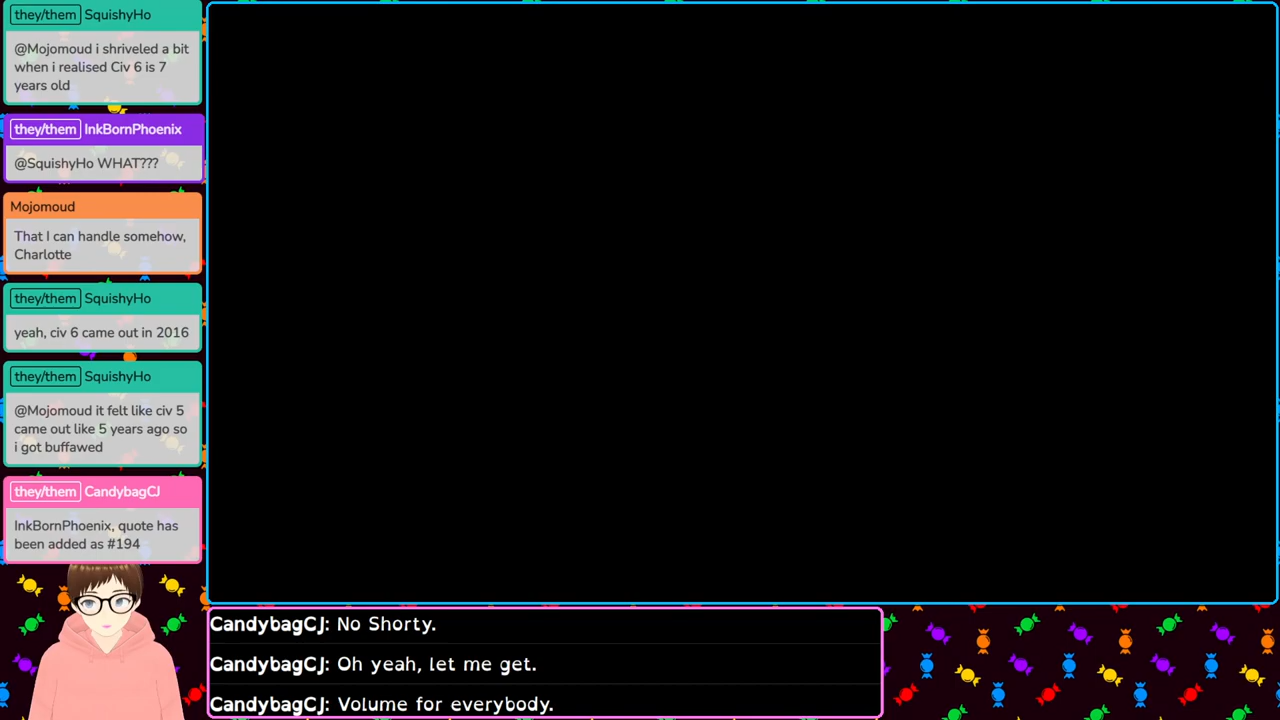 they/them SquishyHo
@Mojomoud i shriveled a bit
when i realised Civ 6 is 7
years old
they/them InkBornPhoenix
@SquishyHo WHAT???
Mojomoud
That I can handle somehow,
Charlotte
they/them SquishyHo
yeah, civ 6 came out in 2016
they/them SquishyHo
@Mojomoud it felt like civ 5
came out like 5 years ago so
i got buffawed
they/them CandybagCJ
InkBornPhoenix, quote has
been added as #194
CandybagCJ: No Shorty.
CandybagCJ: Oh yeah, let me get.
CandybagCJ: Volume for everybody.